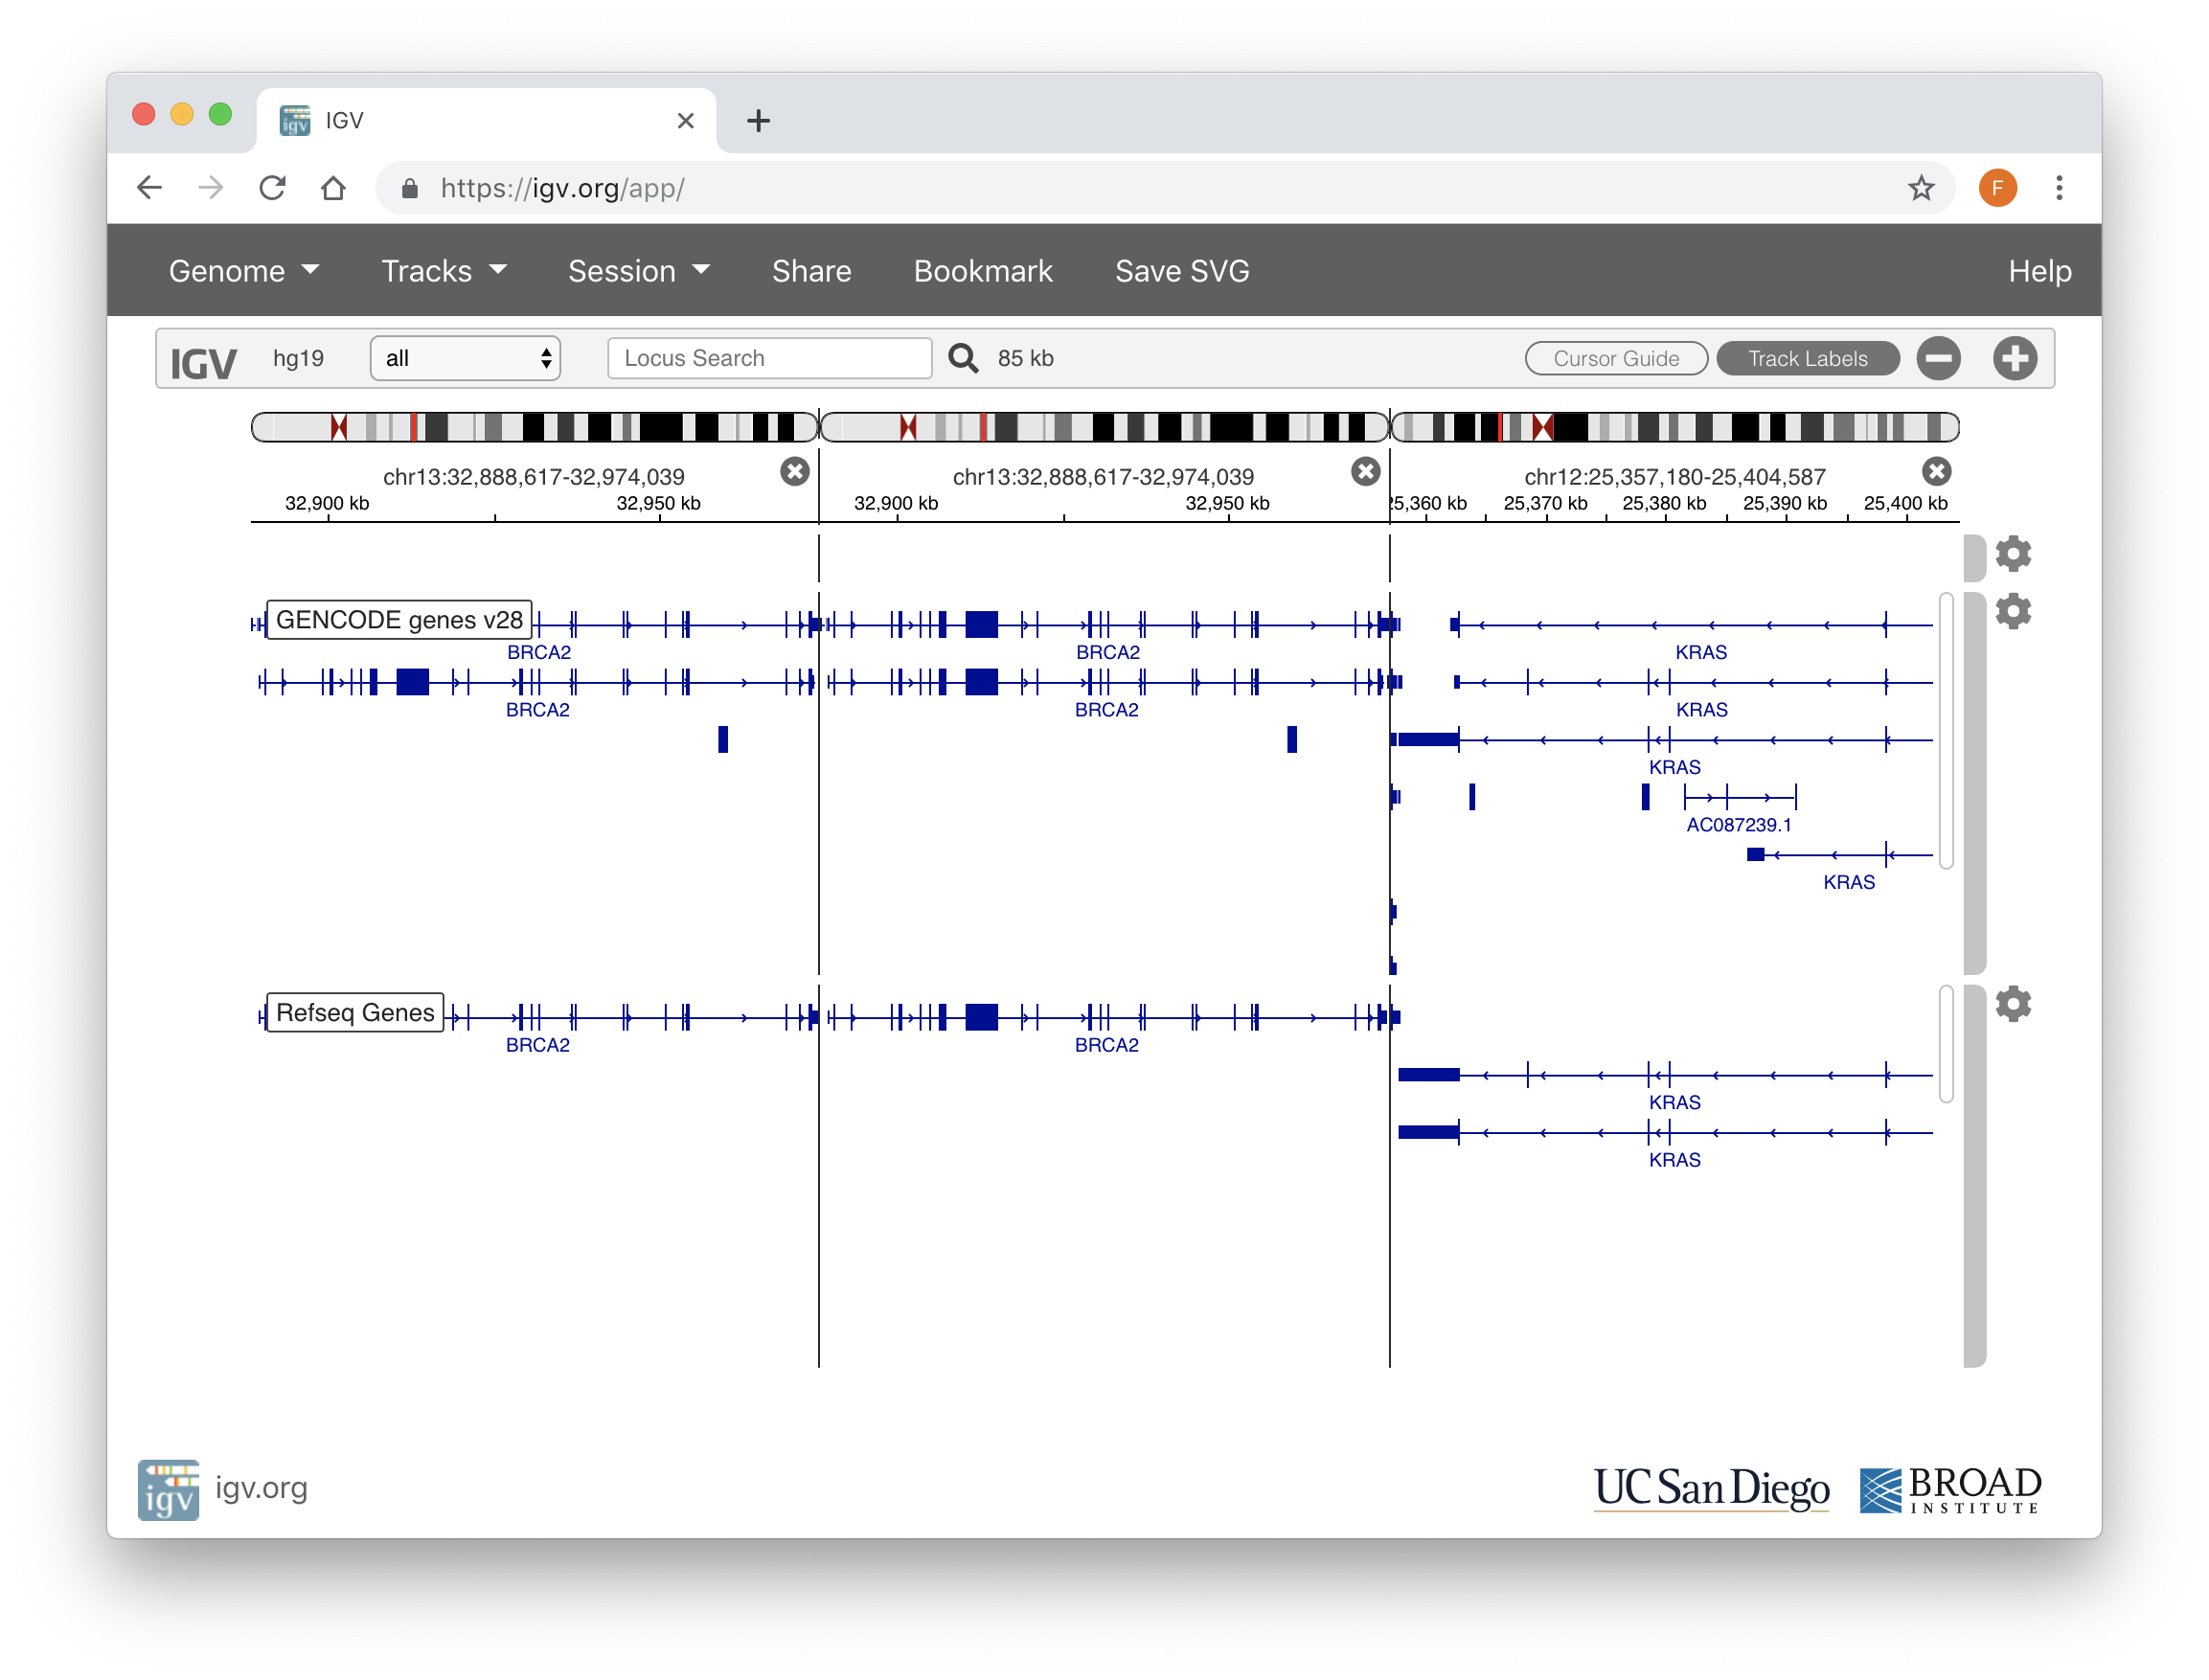 IGV
https://igv.org/app/
Genome Tracks Session Share Bookmark Save SVG Help
IGV hg19 all Locus Search 85 kb Cursor Guide Track Labels
chr13:32,888,617-32,974,039 chr13:32,888,617-32,974,039 chr12:25,357,180-25,404,587
32,900 kb 32,950 kb 32,900 kb 32,950 kb 5,360 kb 25,370 kb 25,380 kb 25,390 kb 25,400 kb
GENCODE genes v28
BRCA2 BRCA2 KRAS
BRCA2 BRCA2 KRAS
KRAS
AC087239.1
KRAS
Refseq Genes
BRCA2 BRCA2
KRAS
KRAS
igv igv.org UC San Diego BROAD
INSTITUTE